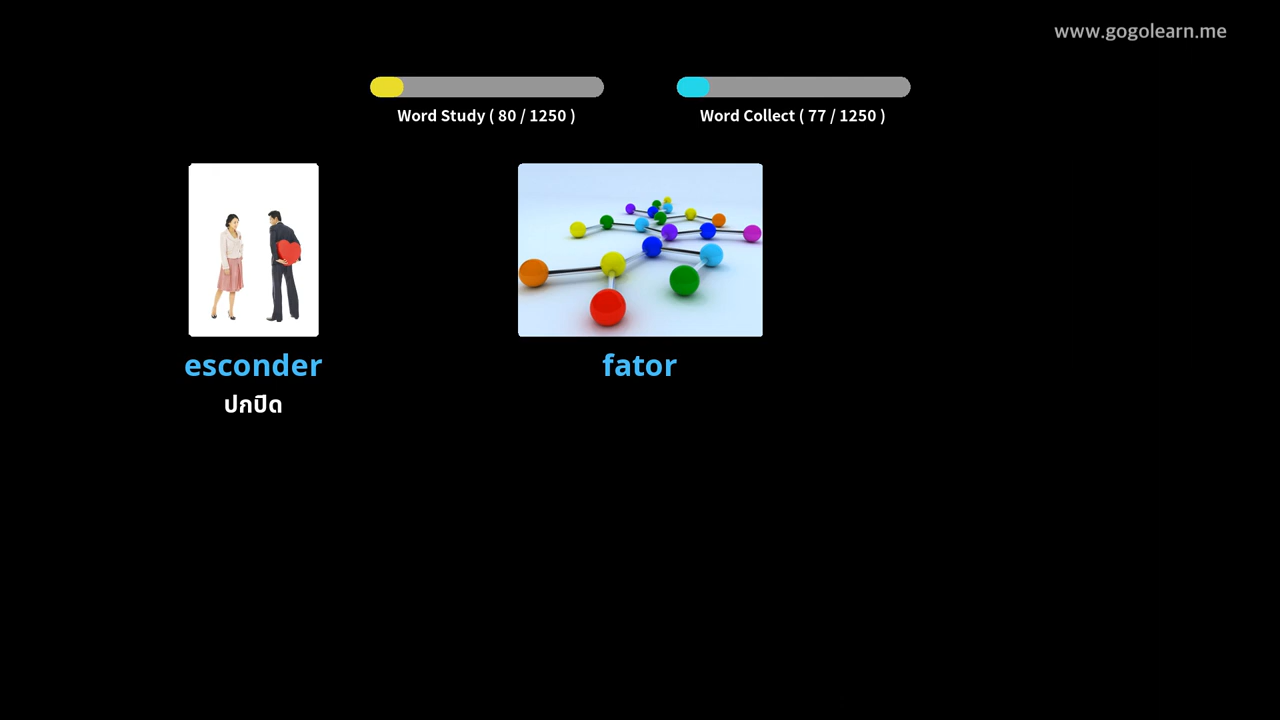 www.gogolearn.me
Word Study ( 80 / 1250 )
Word Collect ( 77 / 1250 )
esconder
fator
ปกปิด